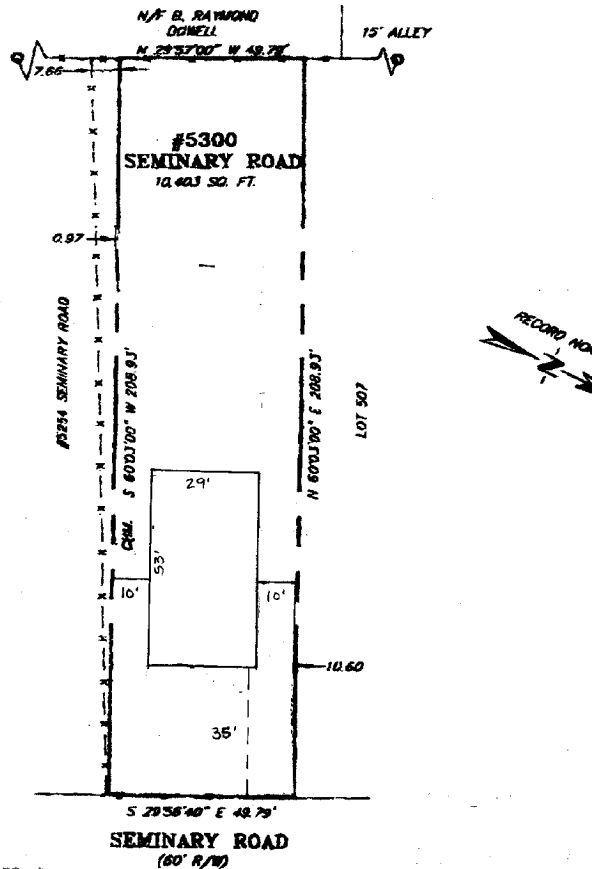 N/F B. RAYMOND
DOWELL
15' ALLEY
N 29°57'00" W 49.79'
7.66
#5300
SEMINARY ROAD
10,403 SQ. FT.
0.97
RECORD NOR
N
#5254 SEMINARY ROAD
S 60°03'00" W 208.93'
N 60°03'00" E 208.93'
LOT 507
29'
CHM.
53'
10'
10'
10.60
35'
S 29°56'40" E 49.79'
SEMINARY ROAD
(60' R/W)